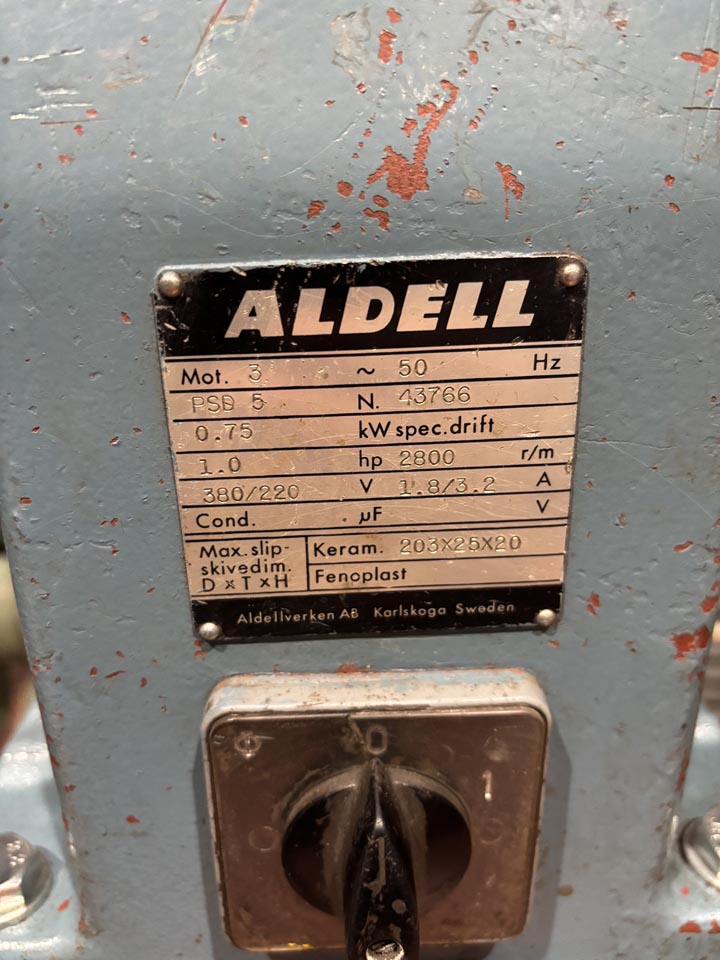 ALDELL
Mot. 3 ~ 50 Hz
PSB 5 N. 43766
0.75 kW spec.drift
1.0 hp 2800 r/m
380/220 V 1.8/3.2 A
Cond. µF V
Max. slip-
skivedim.
D x T x H
Keram. 203X25X20
Fenoplast
Aldellverken AB Karlskoga Sweden
0
1